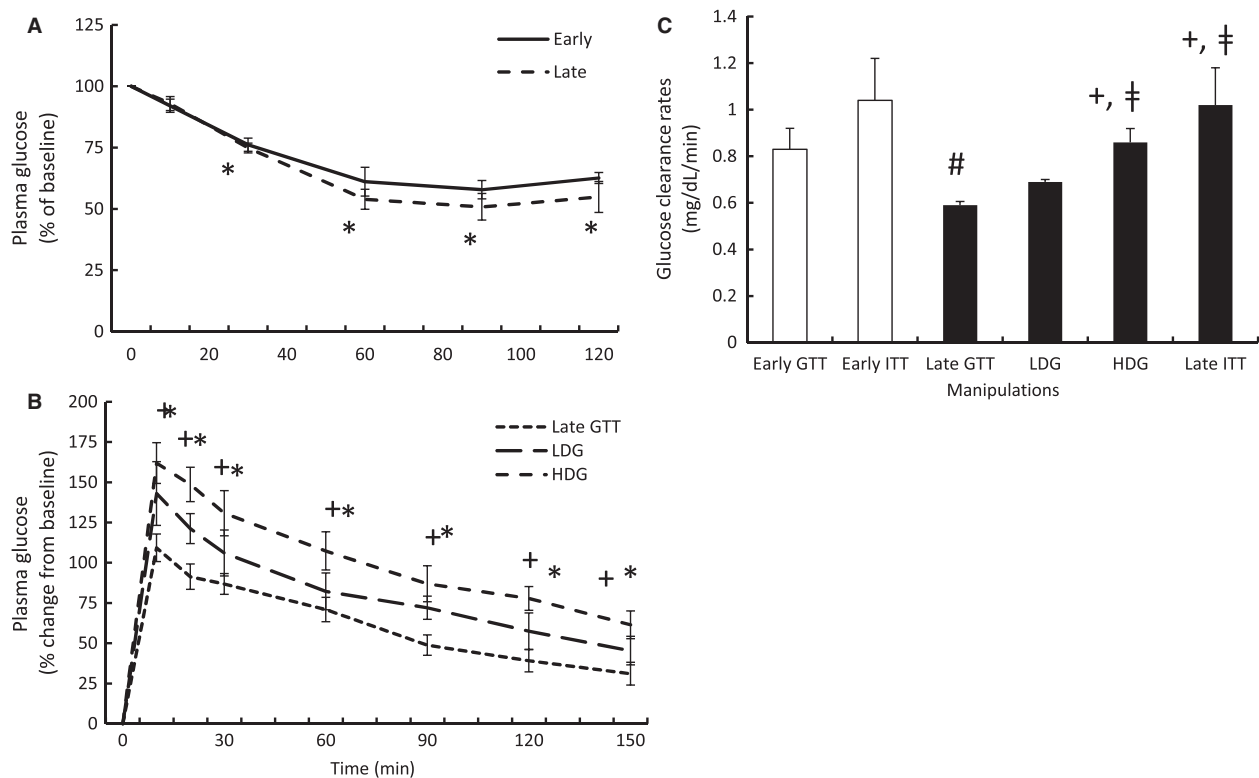 A
125
100
75
50
25
0
Plasma glucose
(% of baseline)
Early
Late
*
*
*
*
0 20 40 60 80 100 120
B
200
175
150
125
100
75
50
25
0
Plasma glucose
(% change from baseline)
Late GTT
LDG
HDG
+*
+*
+*
+*
+*
+ *
+ *
0 30 60 90 120 150
Time (min)
C
1.4
1.2
1
0.8
0.6
0.4
0.2
0
Glucose clearance rates
(mg/dL/min)
#
+, ‡
+, ‡
Early GTT Early ITT Late GTT LDG HDG Late ITT
Manipulations